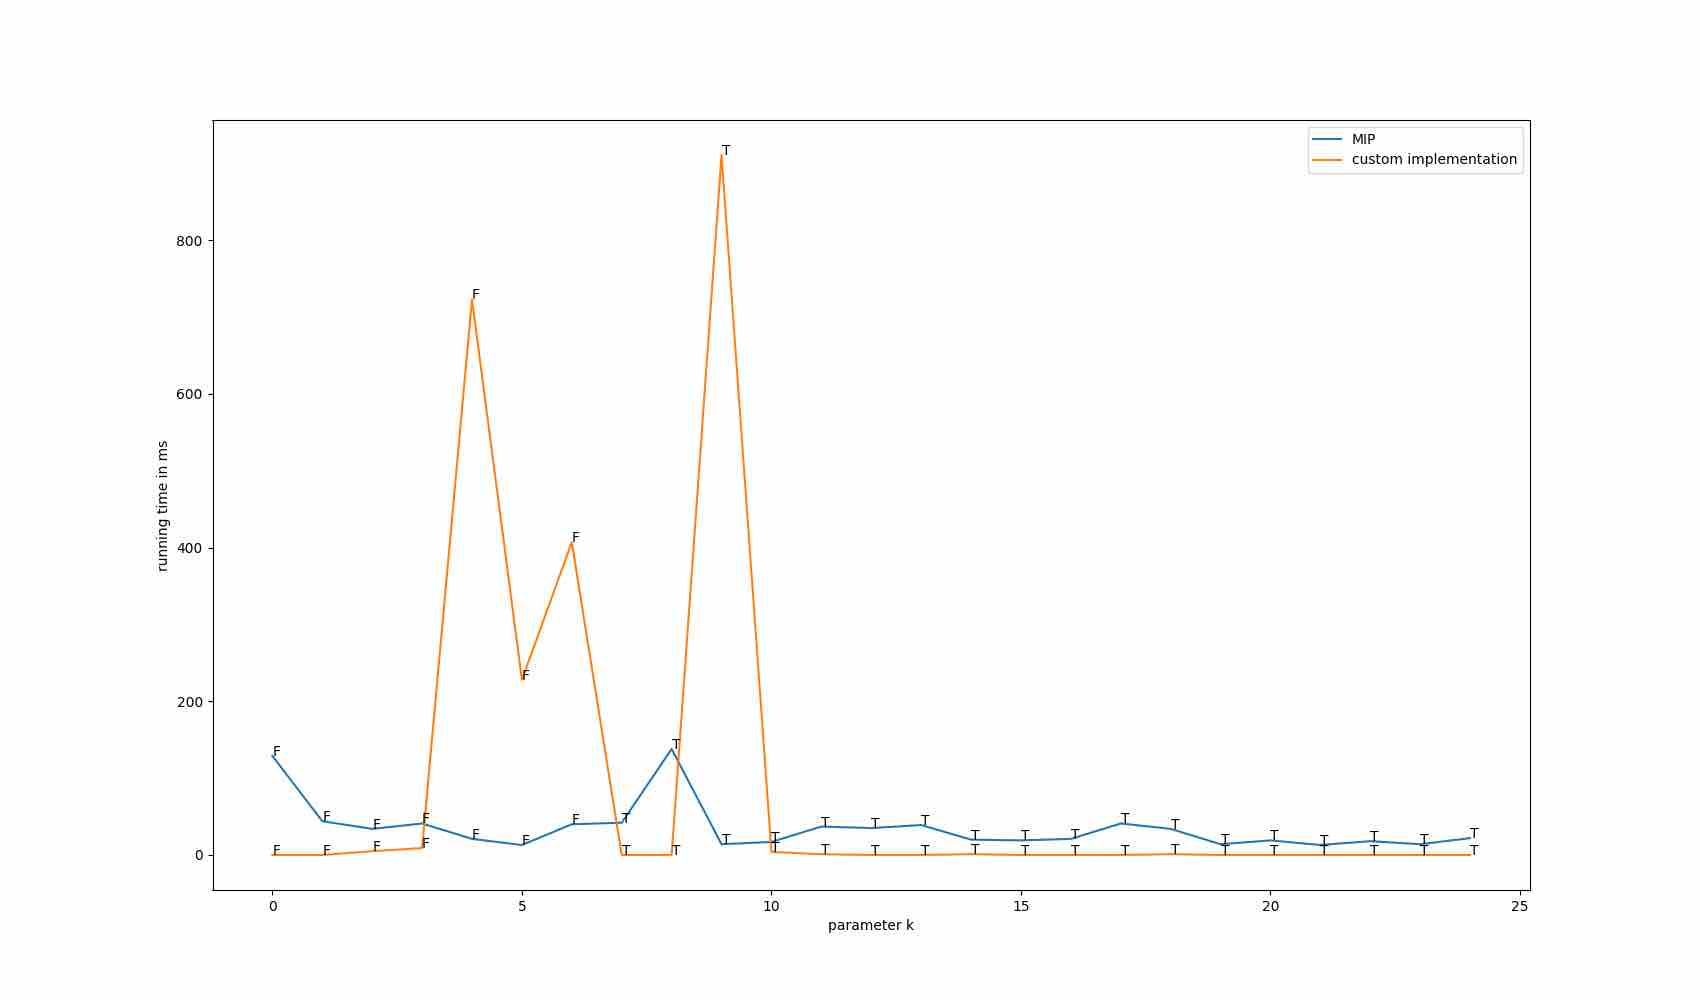 MIP
custom implementation
T
F
F
F
T
F
F F F F F F F T T T T T T T T T T T T T T T T T
F F F F T T T T T T T T T T T T T T T T T
800
600
400
200
0
running time in ms
0 5 10 15 20 25
parameter k